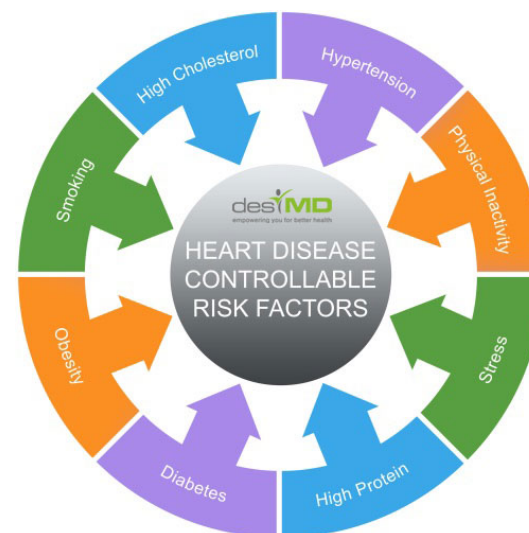 High Cholesterol
Hypertension
Physical Inactivity
Stress
High Protein
Diabetes
Obesity
Smoking
desiMD
empowering you for better health
HEART DISEASE
CONTROLLABLE
RISK FACTORS